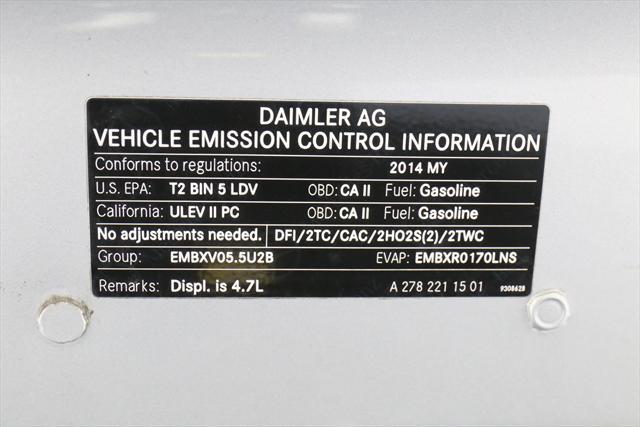 DAIMLER AG
VEHICLE EMISSION CONTROL INFORMATION
Conforms to regulations: 2014 MY
U.S. EPA: T2 BIN 5 LDV OBD: CA II Fuel: Gasoline
California: ULEV II PC OBD: CA II Fuel: Gasoline
No adjustments needed. DFI/2TC/CAC/2HO2S(2)/2TWC
Group: EMBXV05.5U2B EVAP: EMBXR0170LNS
Remarks: Displ. is 4.7L A 278 221 15 01 9308628